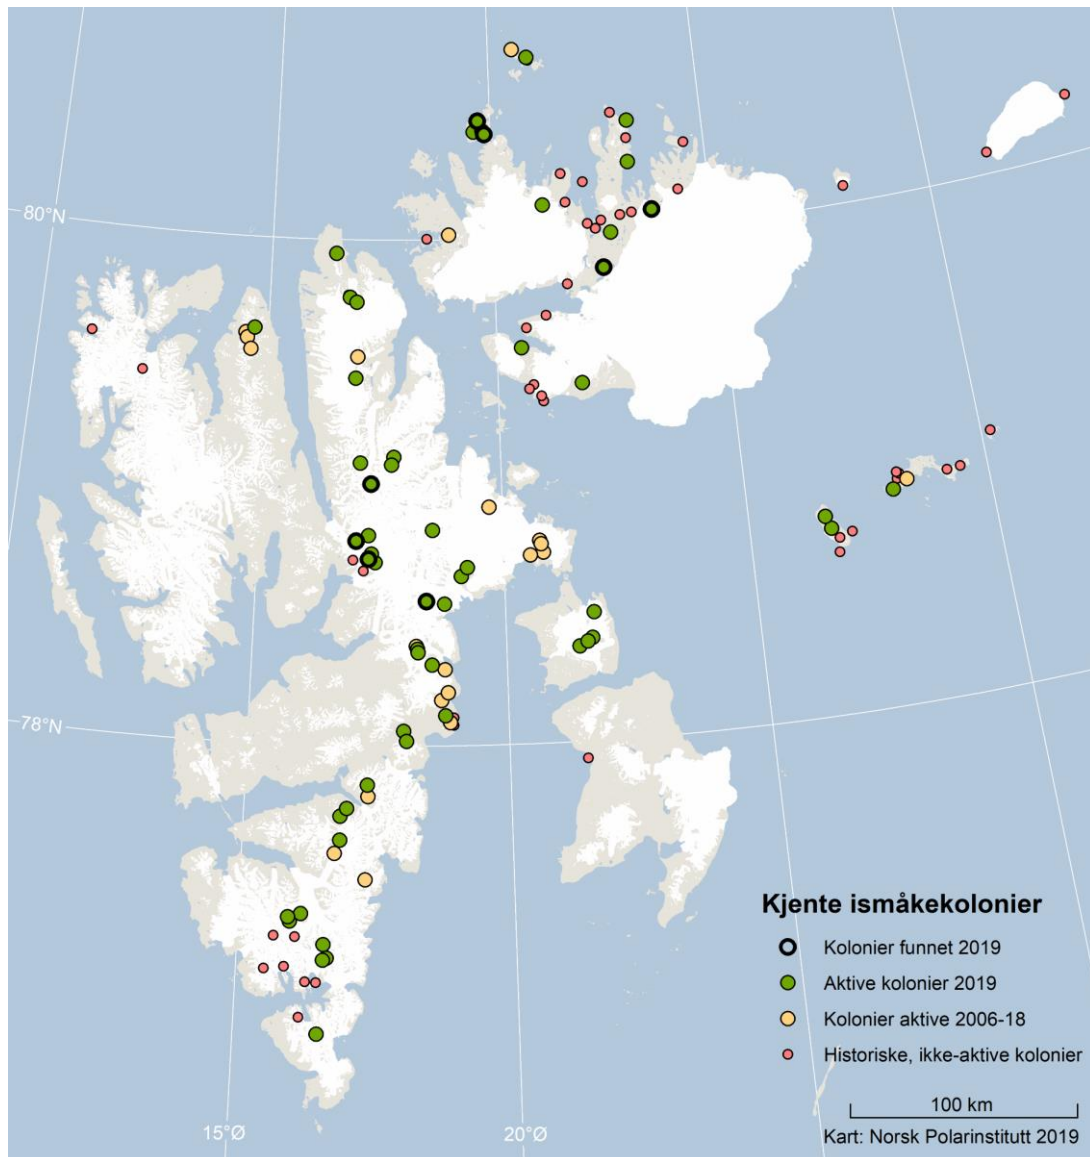 80°N
78°N
Kjente ismåkekolonier
Kolonier funnet 2019
Aktive kolonier 2019
Kolonier aktive 2006-18
Historiske, ikke-aktive kolonier
100 km
Kart: Norsk Polarinstitutt 2019
15°Ø
20°Ø